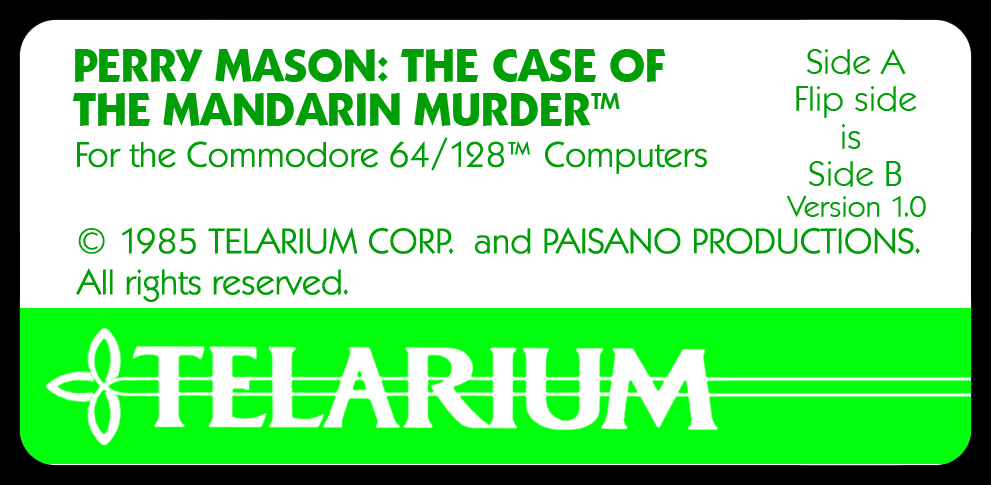 PERRY MASON: THE CASE OF
THE MANDARIN MURDER™
For the Commodore 64/128™ Computers
Side A
Flip side
is
Side B
Version 1.0
© 1985 TELARIUM CORP. and PAISANO PRODUCTIONS.
All rights reserved.
TELARIUM